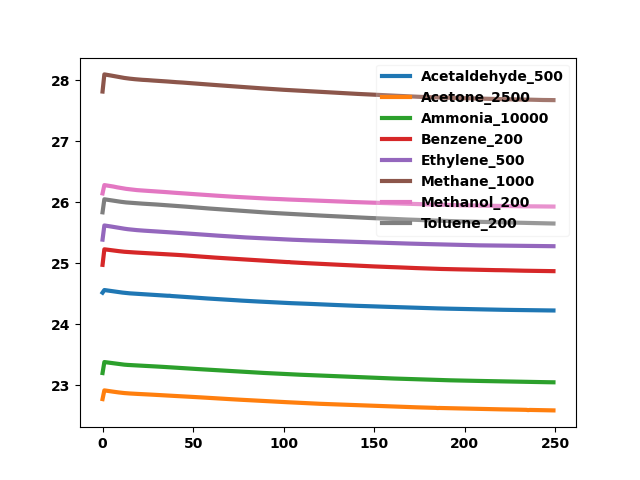 28
27
26
25
24
23
0
50
100
150
200
250
Acetaldehyde_500
Acetone_2500
Ammonia_10000
Benzene_200
Ethylene_500
Methane_1000
Methanol_200
Toluene_200